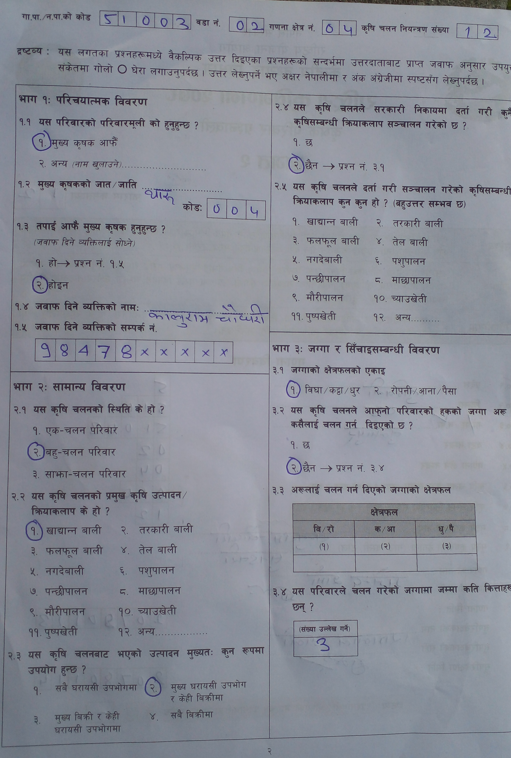 गा.पा./न.पा.को कोड 5 1 0 0 3 वडा नं. 0 2 गणना क्षेत्र नं. 0 4 कृषि चलन नियन्त्रण संख्या 1 2
द्रष्टव्य : यस लगतका प्रश्नहरूमध्ये वैकल्पिक उत्तर दिइएका प्रश्नहरूको सन्दर्भमा उत्तरदाताबाट प्राप्त जवाफ अनुसार
संकेतमा गोलो ○ घेरा लगाउनुपर्दछ । उत्तर लेख्नुपर्ने भए अक्षर नेपालीमा र अंक अंग्रेजीमा स्पष्टसँग लेख्नुपर्दछ ।
भाग १: परिचयात्मक विवरण
१.१ यस परिवारको परिवारमूली को हुनुहुन्छ ?
१. मुख्य कृषक आफैं
२. अन्य (नाम खुलाउने)....................
१.२ मुख्य कृषकको जात/जाति थारू
कोड: 0 0 4
१.३ तपाईं आफै मुख्य कृषक हुनुहुन्छ ?
(जवाफ दिने व्यक्तिलाई सोध्ने)
१. हो→ प्रश्न नं. १.५
२. होइन
१.४ जवाफ दिने व्यक्तिको नाम: कालुराम चौधरी
१.५ जवाफ दिने व्यक्तिको सम्पर्क नं.
9 8 4 7 8 x x x x x
भाग २: सामान्य विवरण
२.१ यस कृषि चलनको स्थिति के हो ?
१. एक-चलन परिवार
२. बहु-चलन परिवार
३. साझा-चलन परिवार
२.२ यस कृषि चलनको प्रमुख कृषि उत्पादन/
क्रियाकलाप के हो ?
१. खाद्यान्न बाली २. तरकारी बाली
३. फलफूल बाली ४. तेल बाली
५. नगदेबाली ६. पशुपालन
७. पन्छीपालन ८. माछापालन
९. मौरीपालन १०. च्याउखेती
११. पुष्पखेती १२. अन्य..............
२.३ यस कृषि चलनबाट भएको उत्पादन मुख्यतः कुन रूपमा
उपयोग हुन्छ ?
१. सबै घरायसी उपभोगमा २. मुख्य घरायसी उपभोग
र केही बिक्रीमा
३. मुख्य बिक्री र केही ४. सबै बिक्रीमा
घरायसी उपभोगमा
२.४ यस कृषि चलनले सरकारी निकायमा दर्ता गरी
कृषिसम्बन्धी क्रियाकलाप सञ्चालन गरेको छ ?
१. छ
२. छैन → प्रश्न नं. ३.१
२.५ यस कृषि चलनले दर्ता गरी सञ्चालन गरेको कृषिसम्बन्धी
क्रियाकलाप कुन कुन हो ? (बहुउत्तर सम्भव छ)
१. खाद्यान्न बाली २. तरकारी बाली
३. फलफूल बाली ४. तेल बाली
५. नगदेबाली ६. पशुपालन
७. पन्छीपालन ८. माछापालन
९. मौरीपालन १०. च्याउखेती
११. पुष्पखेती १२. अन्य..........
भाग ३: जग्गा र सिँचाइसम्बन्धी विवरण
३.१ जग्गाको क्षेत्रफलको एकाइ
१. बिघा/कट्ठा/धुर २. रोपनी/आना/पैसा
३.२ यस कृषि चलनले आफ्नो परिवारको हकको जग्गा अरू
कसैलाई चलन गर्न दिइएको छ ?
१. छ
२. छैन → प्रश्न नं. ३.४
३.३ अरूलाई चलन गर्न दिएको जग्गाको क्षेत्रफल
क्षेत्रफल
बि/रो क/आ धु/पै
(१) (२) (३)
३.४ यस परिवारले चलन गरेको जग्गामा जम्मा कति
छन् ?
(संख्या उल्लेख गर्ने)
3
२